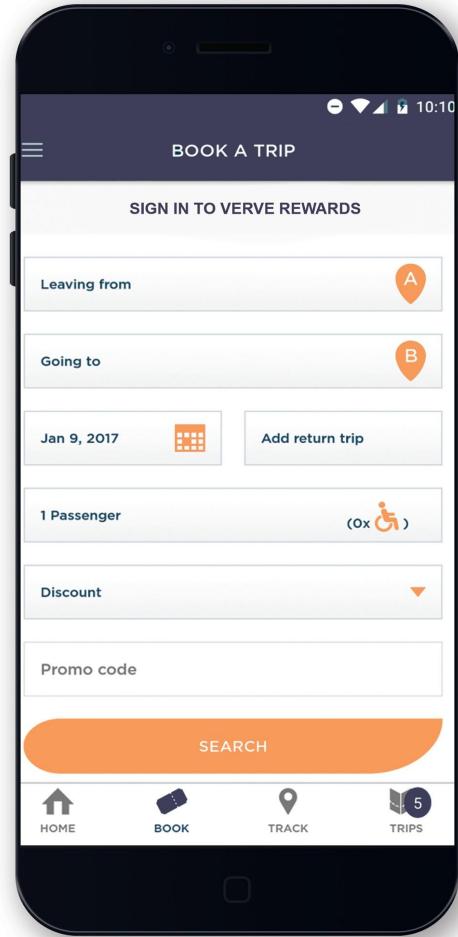 10:10
BOOK A TRIP
SIGN IN TO VERVE REWARDS
Leaving from A
Going to B
Jan 9, 2017 Add return trip
1 Passenger (0x )
Discount
Promo code
SEARCH
5
HOME BOOK TRACK TRIPS